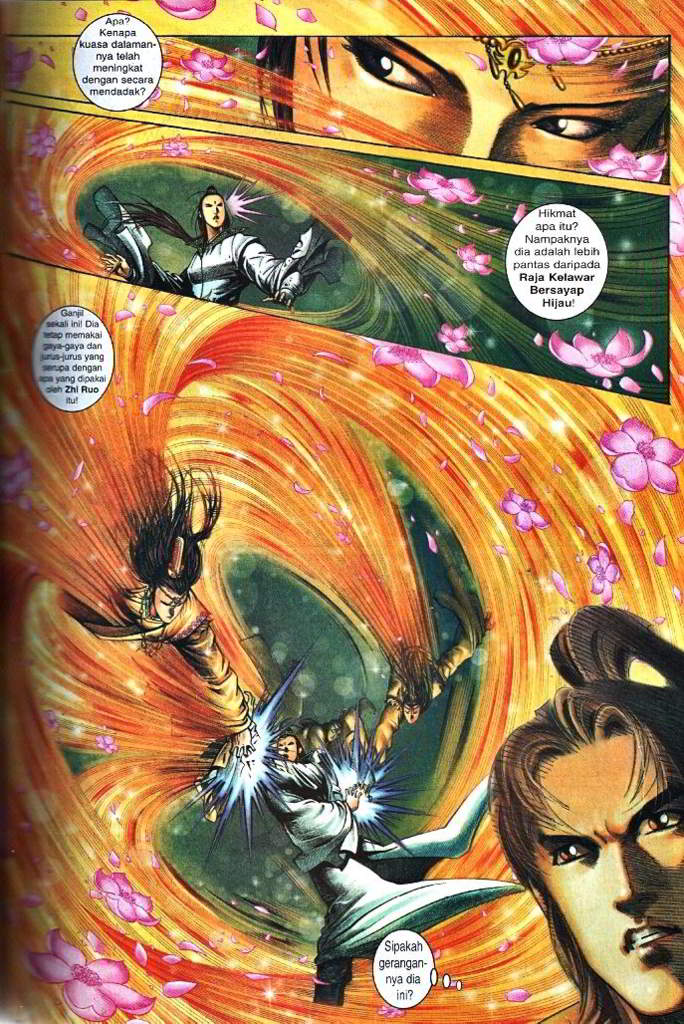 Apa?
Kenapa
kuasa dalaman-
nya telah
meningkat
dengan secara
mendadak?
Hikmat
apa itu?
Nampaknya
dia adalah lebih
pantas daripada
Raja Kelawar
Bersayap
Hijau!
Ganjil
sekali ini! Dia
tetap memakai
gaya-gaya dan
jurus-jurus yang
serupa dengan
apa yang dipakai
oleh Zhi Ruo
itu!
Sipakah
gerangan-
nya dia
ini?